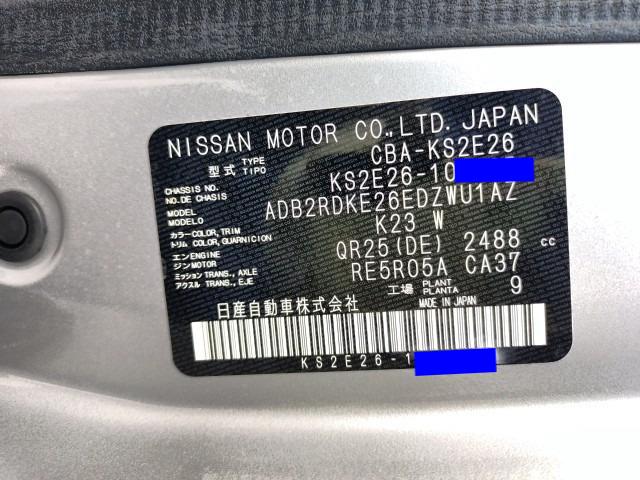 NISSAN MOTOR CO.,LTD. JAPAN
型式 TYPE TIPO CBA-KS2E26
CHASSIS NO. NO.DE CHASSIS KS2E26-10
MODEL MODELO ADB2RDKE26EDZWU1AZ
カラー COLOR, TRIM トリム COLOR, GUARNICION K23 W
エンジン ENGINE MOTOR QR25(DE) 2488 cc
ミッション TRANS., AXLE アクスル TRANS., EJE RE5R05A CA37
工場 PLANT PLANTA 9
日産自動車株式会社 MADE IN JAPAN
KS2E26-1